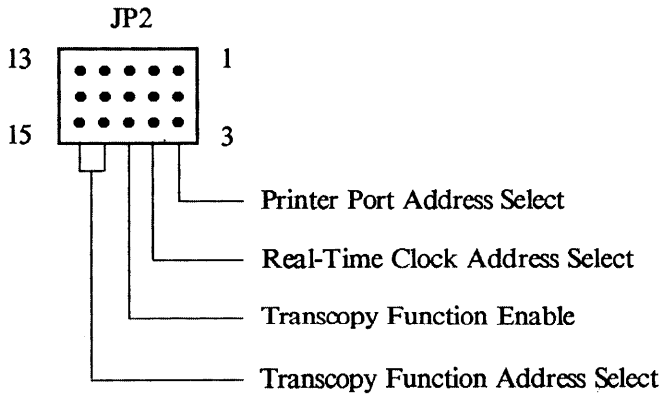 JP2
13 1
15 3
Printer Port Address Select
Real-Time Clock Address Select
Transcopy Function Enable
Transcopy Function Address Select